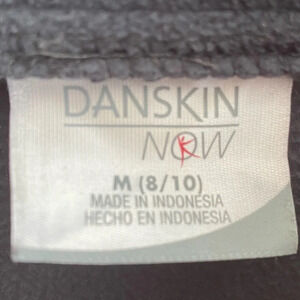 DANSKIN
NOW
M (8/10)
MADE IN INDONESIA
HECHO EN INDONESIA